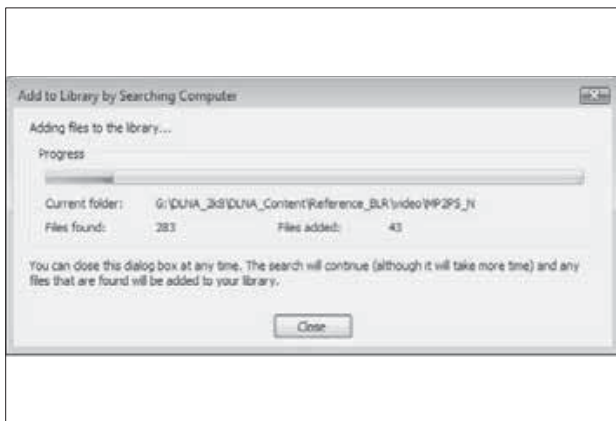 Add to Library by Searching Computer
Adding files to the library...
Progress
Current folder: G:\DLNA_2k8\DLNA_Content\Reference_BLR\video\MP2PS_N
Files found: 283 Files added: 43
You can close this dialog box at any time. The search will continue (although it will take more time) and any
files that are found will be added to your library.
Close